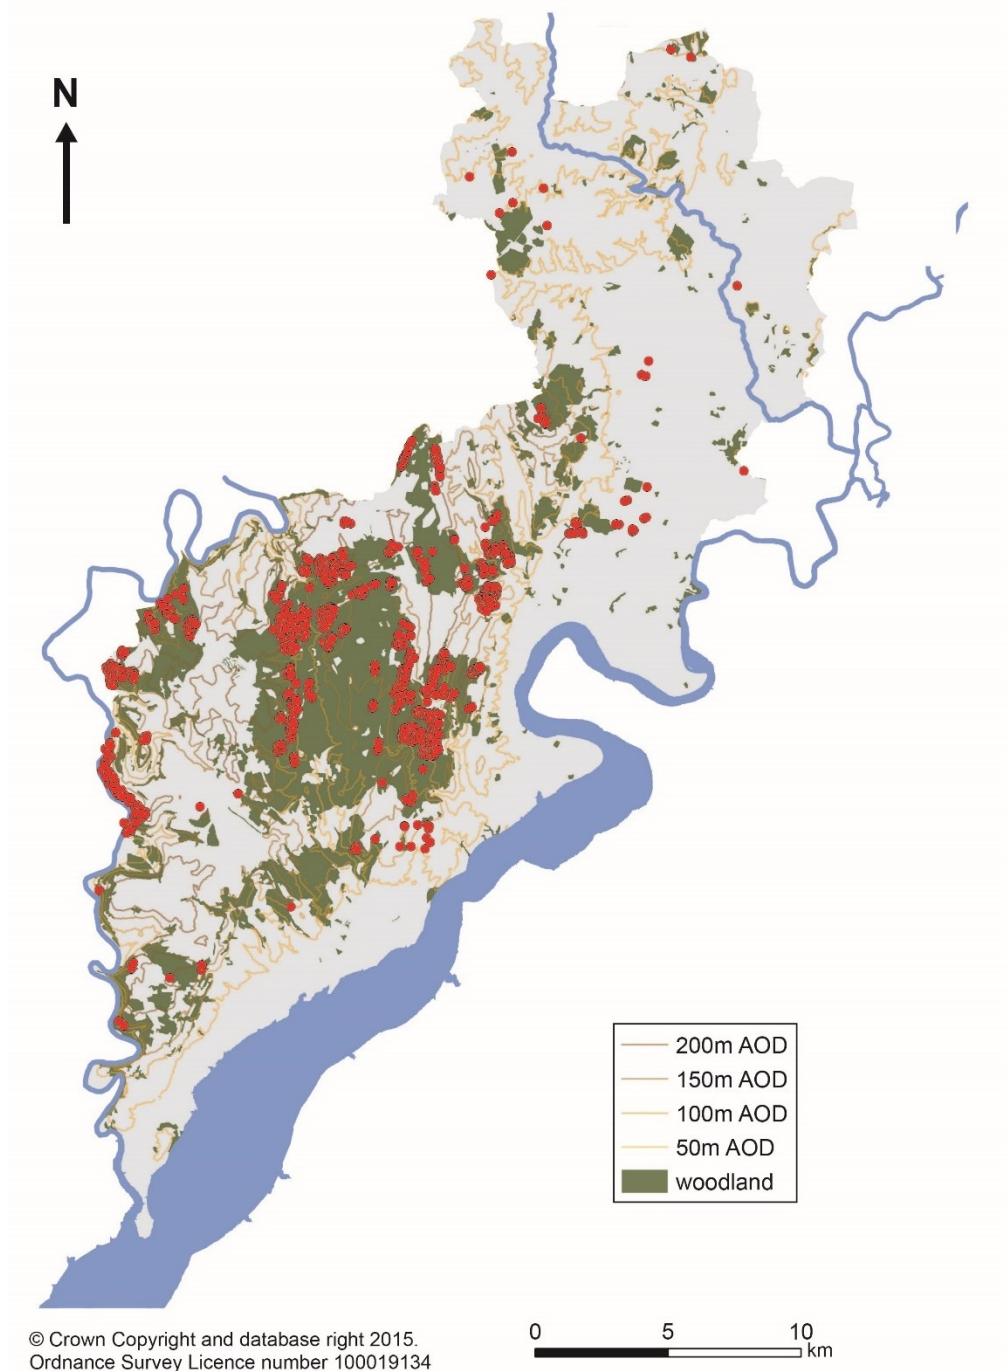 N
200m AOD
150m AOD
100m AOD
50m AOD
woodland
© Crown Copyright and database right 2015.
Ordnance Survey Licence number 100019134
0 5 10
km